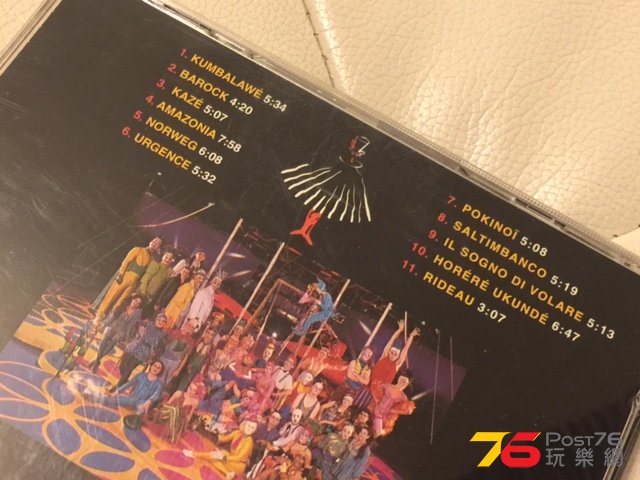 1. KUMBALAWÉ 5:34
2. BAROCK 4:20
3. KAZÉ 5:07
4. AMAZONIA 7:58
5. NORWEG 6:08
6. URGENCE 5:32
7. POKINOÏ 5:08
8. SALTIMBANCO 5:19
9. IL SOGNO DI VOLARE 5:13
10. HORÉRÉ UKUNDÉ 6:47
11. RIDEAU 3:07
76 POST76
玩樂網